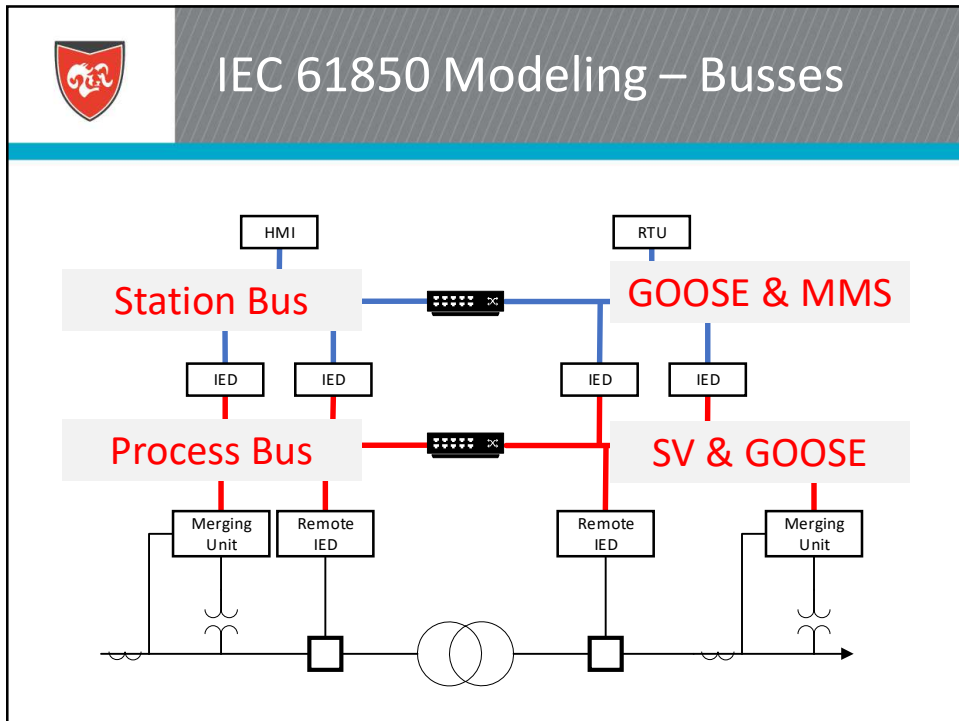 IEC 61850 Modeling – Busses
HMI
RTU
Station Bus
GOOSE & MMS
IED
IED
IED
IED
Process Bus
SV & GOOSE
Merging
Unit
Remote
IED
Remote
IED
Merging
Unit